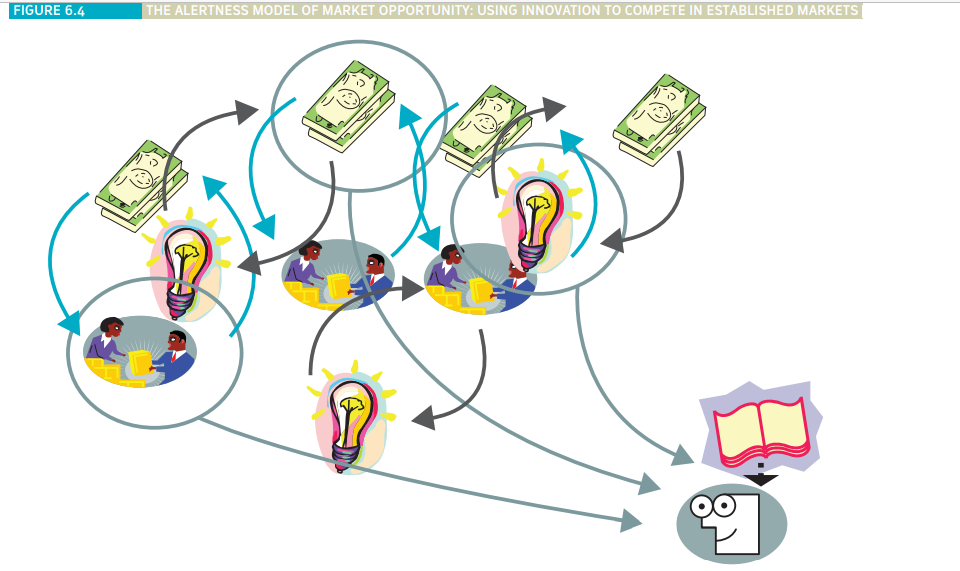 FIGURE 6.4 THE ALERTNESS MODEL OF MARKET OPPORTUNITY: USING INNOVATION TO COMPETE IN ESTABLISHED MARKETS